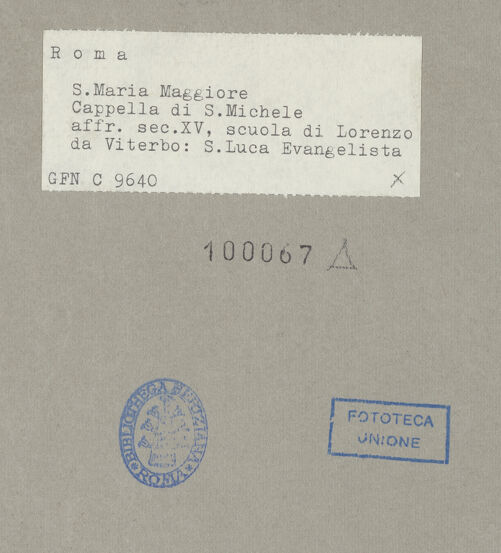 Roma
S.Maria Maggiore
Cappella di S.Michele
affr. sec.XV, scuola di Lorenzo
da Viterbo: S.Luca Evangelista
GFN C 9640
100067
BIBLIOTHECA HERTZIANA
ROMA
FOTOTECA
UNIONE